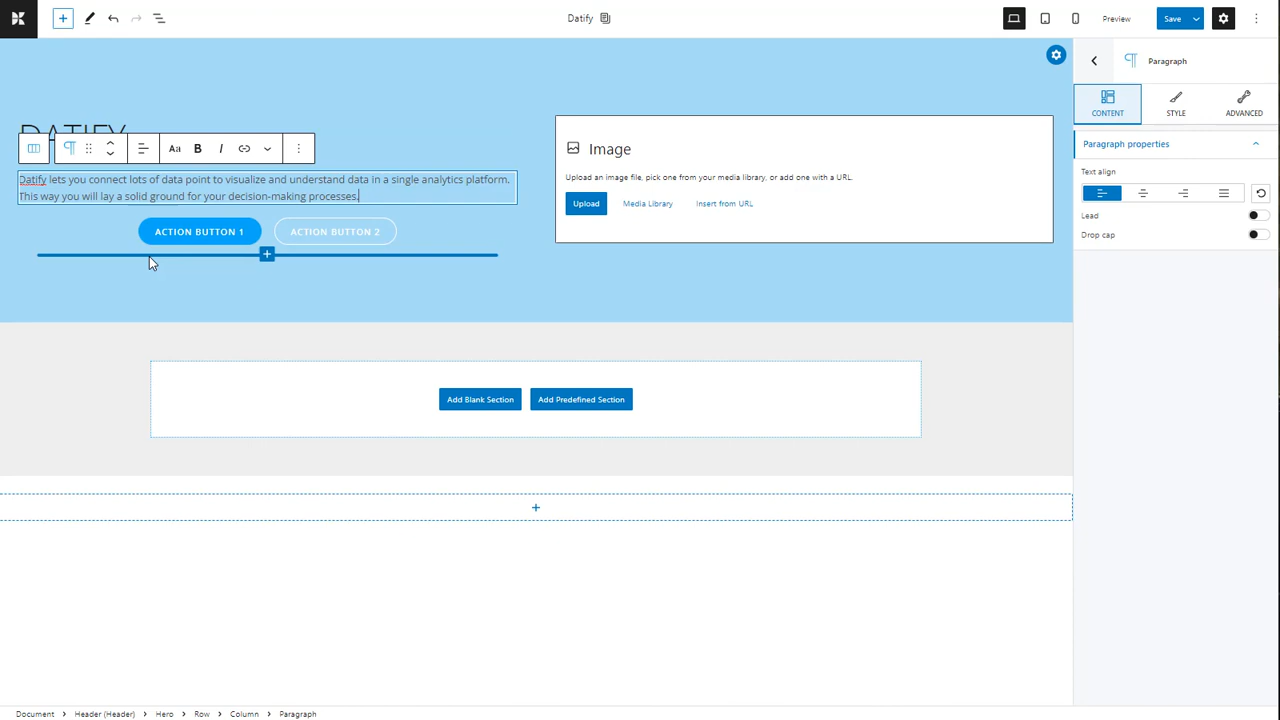 Datify
Preview
Save
DATIFY
Aa B I
Datify lets you connect lots of data point to visualize and understand data in a single analytics platform.
This way you will lay a solid ground for your decision-making processes.
ACTION BUTTON 1
ACTION BUTTON 2
Image
Upload an image file, pick one from your media library, or add one with a URL.
Upload
Media Library
Insert from URL
Add Blank Section
Add Predefined Section
Paragraph
CONTENT
STYLE
ADVANCED
Paragraph properties
Text align
Lead
Drop cap
Document > Header (Header) > Hero > Row > Column > Paragraph